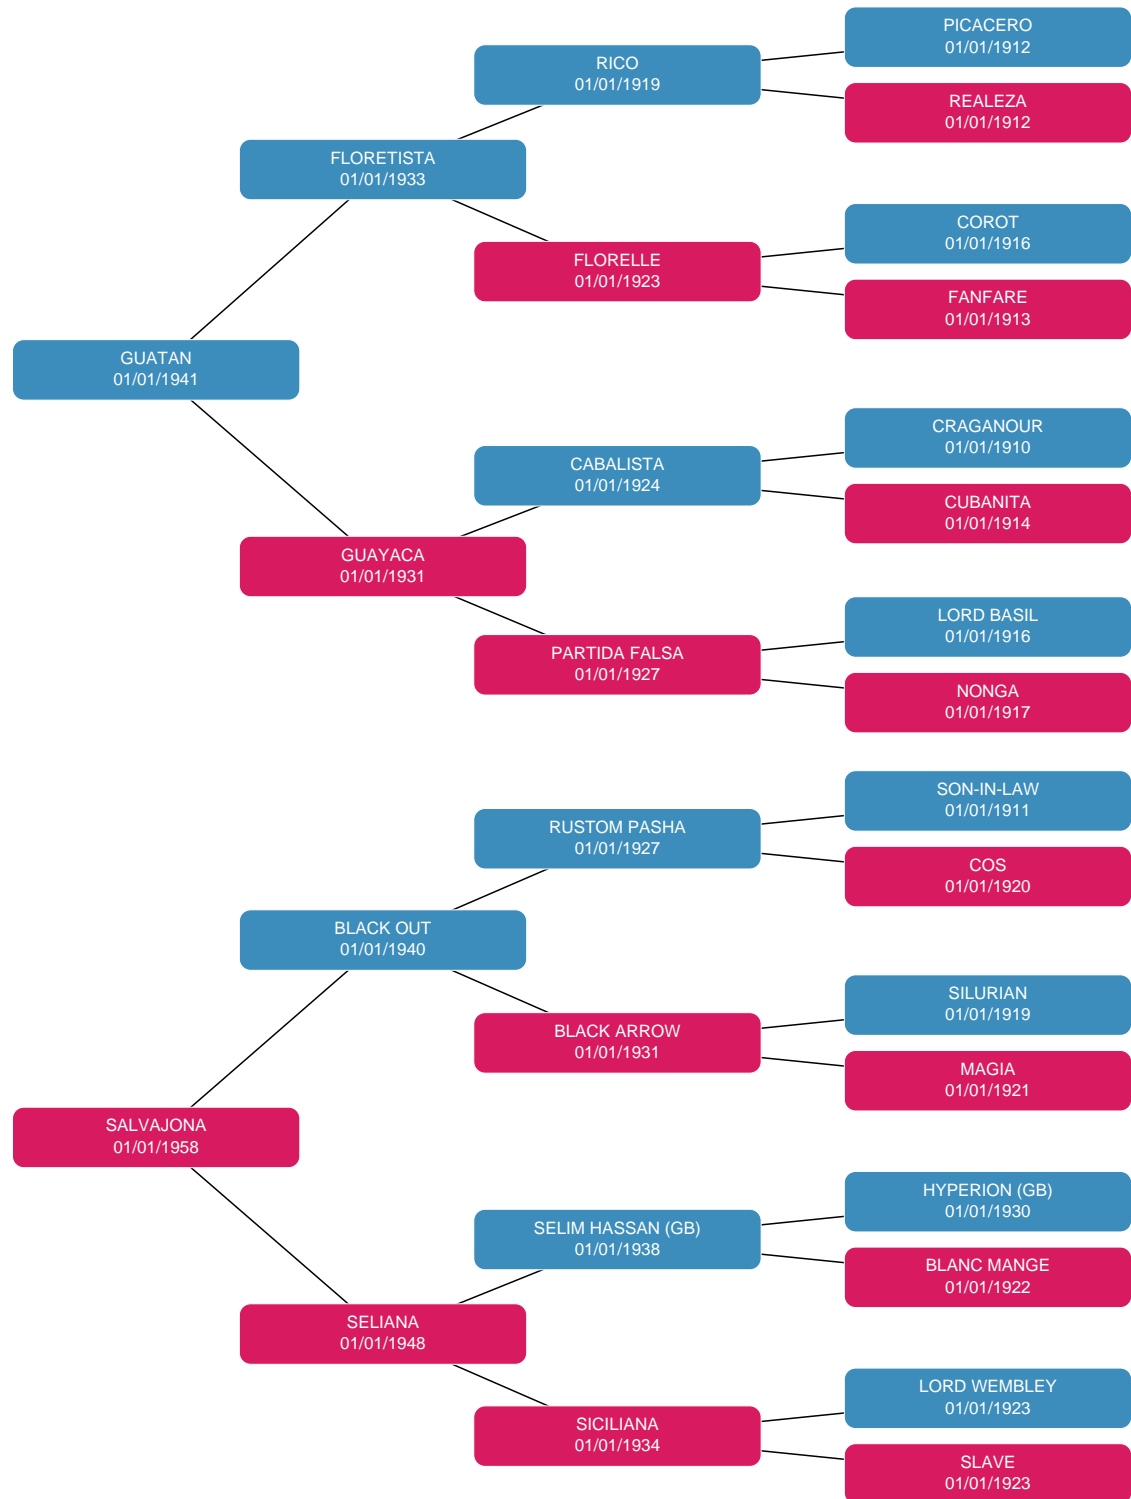 PICACERO
01/01/1912
RICO
01/01/1919
REALEZA
01/01/1912
FLORETISTA
01/01/1933
COROT
01/01/1916
FLORELLE
01/01/1923
FANFARE
01/01/1913
GUATAN
01/01/1941
CRAGANOUR
01/01/1910
CABALISTA
01/01/1924
CUBANITA
01/01/1914
GUAYACA
01/01/1931
LORD BASIL
01/01/1916
PARTIDA FALSA
01/01/1927
NONGA
01/01/1917
SON-IN-LAW
01/01/1911
RUSTOM PASHA
01/01/1927
COS
01/01/1920
BLACK OUT
01/01/1940
SILURIAN
01/01/1919
BLACK ARROW
01/01/1931
MAGIA
01/01/1921
SALVAJONA
01/01/1958
HYPERION (GB)
01/01/1930
SELIM HASSAN (GB)
01/01/1938
BLANC MANGE
01/01/1922
SELIANA
01/01/1948
LORD WEMBLEY
01/01/1923
SICILIANA
01/01/1934
SLAVE
01/01/1923